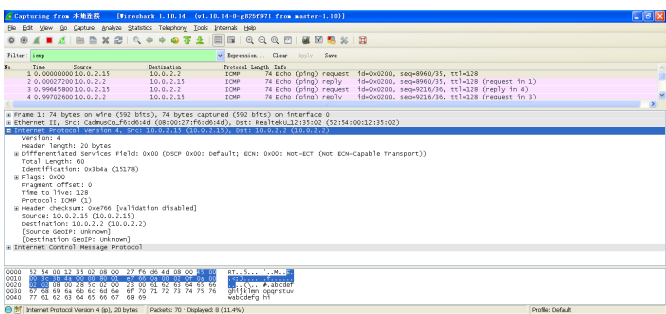 Capturing from 本地连接 [Wireshark 1.10.14 (v1.10.14-0-g825f971 from master-1.10)]
File Edit View Go Capture Analyze Statistics Telephony Tools Internals Help
Filter: icmp Expression... Clear Apply Save
No. Time Source Destination Protocol Length Info
1 0.00000000 10.0.2.15 10.0.2.2 ICMP 74 Echo (ping) request id=0x0200, seq=8960/35, ttl=128
2 0.00027200 10.0.2.2 10.0.2.15 ICMP 74 Echo (ping) reply id=0x0200, seq=8960/35, ttl=128 (request in 1)
3 0.99645800 10.0.2.15 10.0.2.2 ICMP 74 Echo (ping) request id=0x0200, seq=9216/36, ttl=128 (reply in 4)
4 0.99702600 10.0.2.2 10.0.2.15 ICMP 74 Echo (ping) reply id=0x0200, seq=9216/36, ttl=128 (request in 3)
Frame 1: 74 bytes on wire (592 bits), 74 bytes captured (592 bits) on interface 0
Ethernet II, Src: CadmusCo_f6:d6:4d (08:00:27:f6:d6:4d), Dst: RealtekU_12:35:02 (52:54:00:12:35:02)
Internet Protocol Version 4, Src: 10.0.2.15 (10.0.2.15), Dst: 10.0.2.2 (10.0.2.2)
Version: 4
Header length: 20 bytes
Differentiated Services Field: 0x00 (DSCP 0x00: Default; ECN: 0x00: Not-ECT (Not ECN-Capable Transport))
Total Length: 60
Identification: 0x3b4a (15178)
Flags: 0x00
Fragment offset: 0
Time to live: 128
Protocol: ICMP (1)
Header checksum: 0xe766 [validation disabled]
Source: 10.0.2.15 (10.0.2.15)
Destination: 10.0.2.2 (10.0.2.2)
[Source GeoIP: Unknown]
[Destination GeoIP: Unknown]
Internet Control Message Protocol
0000 52 54 00 12 35 02 08 00 27 f6 d6 4d 08 00 45 00 RT..5... '..M..E.
0010 00 3c 3b 4a 00 00 80 01 e7 66 0a 00 02 0f 0a 00 .<;J.... .f......
0020 02 02 08 00 28 5c 02 00 23 00 61 62 63 64 65 66 ....(\.. #.abcdef
0030 67 68 69 6a 6b 6c 6d 6e 6f 70 71 72 73 74 75 76 ghijklmn opqrstuv
0040 77 61 62 63 64 65 66 67 68 69 wabcdefg hi
Internet Protocol Version 4 (ip), 20 bytes Packets: 70 · Displayed: 8 (11.4%) Profile: Default